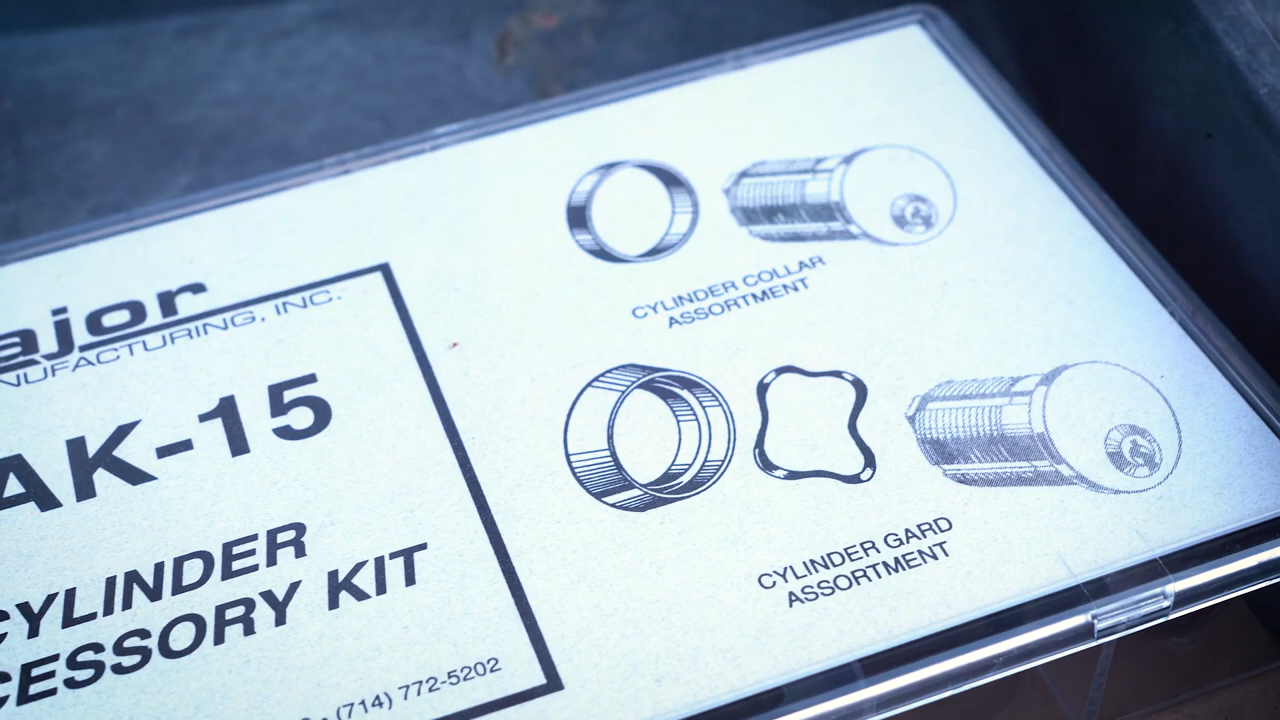 ajor
NUFACTURING, INC.
AK-15
CYLINDER
CESSORY KIT
(714) 772-5202
CYLINDER COLLAR
ASSORTMENT
CYLINDER GARD
ASSORTMENT